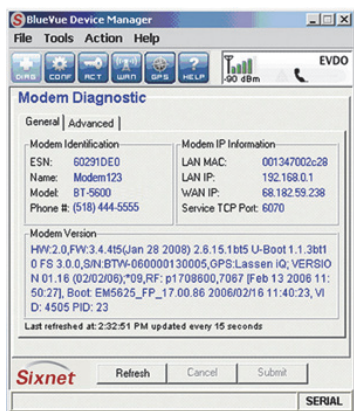 BlueVue Device Manager
File Tools Action Help
DIAG CONF ACT WAN GPS HELP
-90 dBm
EVDO
Modem Diagnostic
General Advanced
Modem Identification
ESN: 60291DE0
Name: Modem123
Model: BT-5600
Phone #: (518) 444-5555
Modem IP Information
LAN MAC: 001347002c28
LAN IP: 192.168.0.1
WAN IP: 68.182.59.238
Service TCP Port: 6070
Modem Version
HW:2.0,FW:3.4.4t5(Jan 28 2008) 2.6.15.1bt5 U-Boot 1.1.3bt1
0 FS 3.0.0,S/N:BTW-060000130005,GPS:Lassen iQ; VERSIO
N 01.16 (02/02/06);*09,RF: p1708600,7067 [Feb 13 2006 11:
50:27], Boot: EM5625_FP_17.00.86 2006/02/16 11:40:23, VI
D: 4505 PID: 23
Last refreshed at: 2:32:51 PM updated every 15 seconds
Sixnet
Refresh Cancel Submit
SERIAL